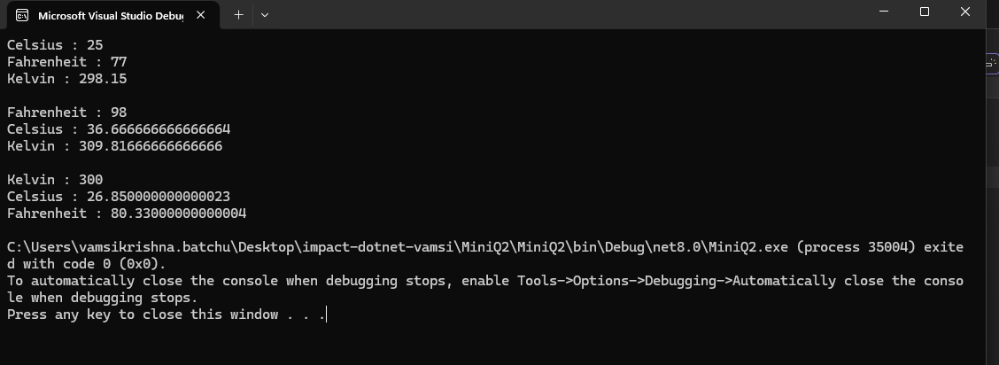 Microsoft Visual Studio Debu
Celsius : 25
Fahrenheit : 77
Kelvin : 298.15
Fahrenheit : 98
Celsius : 36.666666666666664
Kelvin : 309.81666666666666
Kelvin : 300
Celsius : 26.850000000000023
Fahrenheit : 80.33000000000004
C:\Users\vamsikrishna.batchu\Desktop\impact-dotnet-vamsi\MiniQ2\MiniQ2\bin\Debug\net8.0\MiniQ2.exe (process 35004) exite
d with code 0 (0x0).
To automatically close the console when debugging stops, enable Tools->Options->Debugging->Automatically close the conso
le when debugging stops.
Press any key to close this window . . .